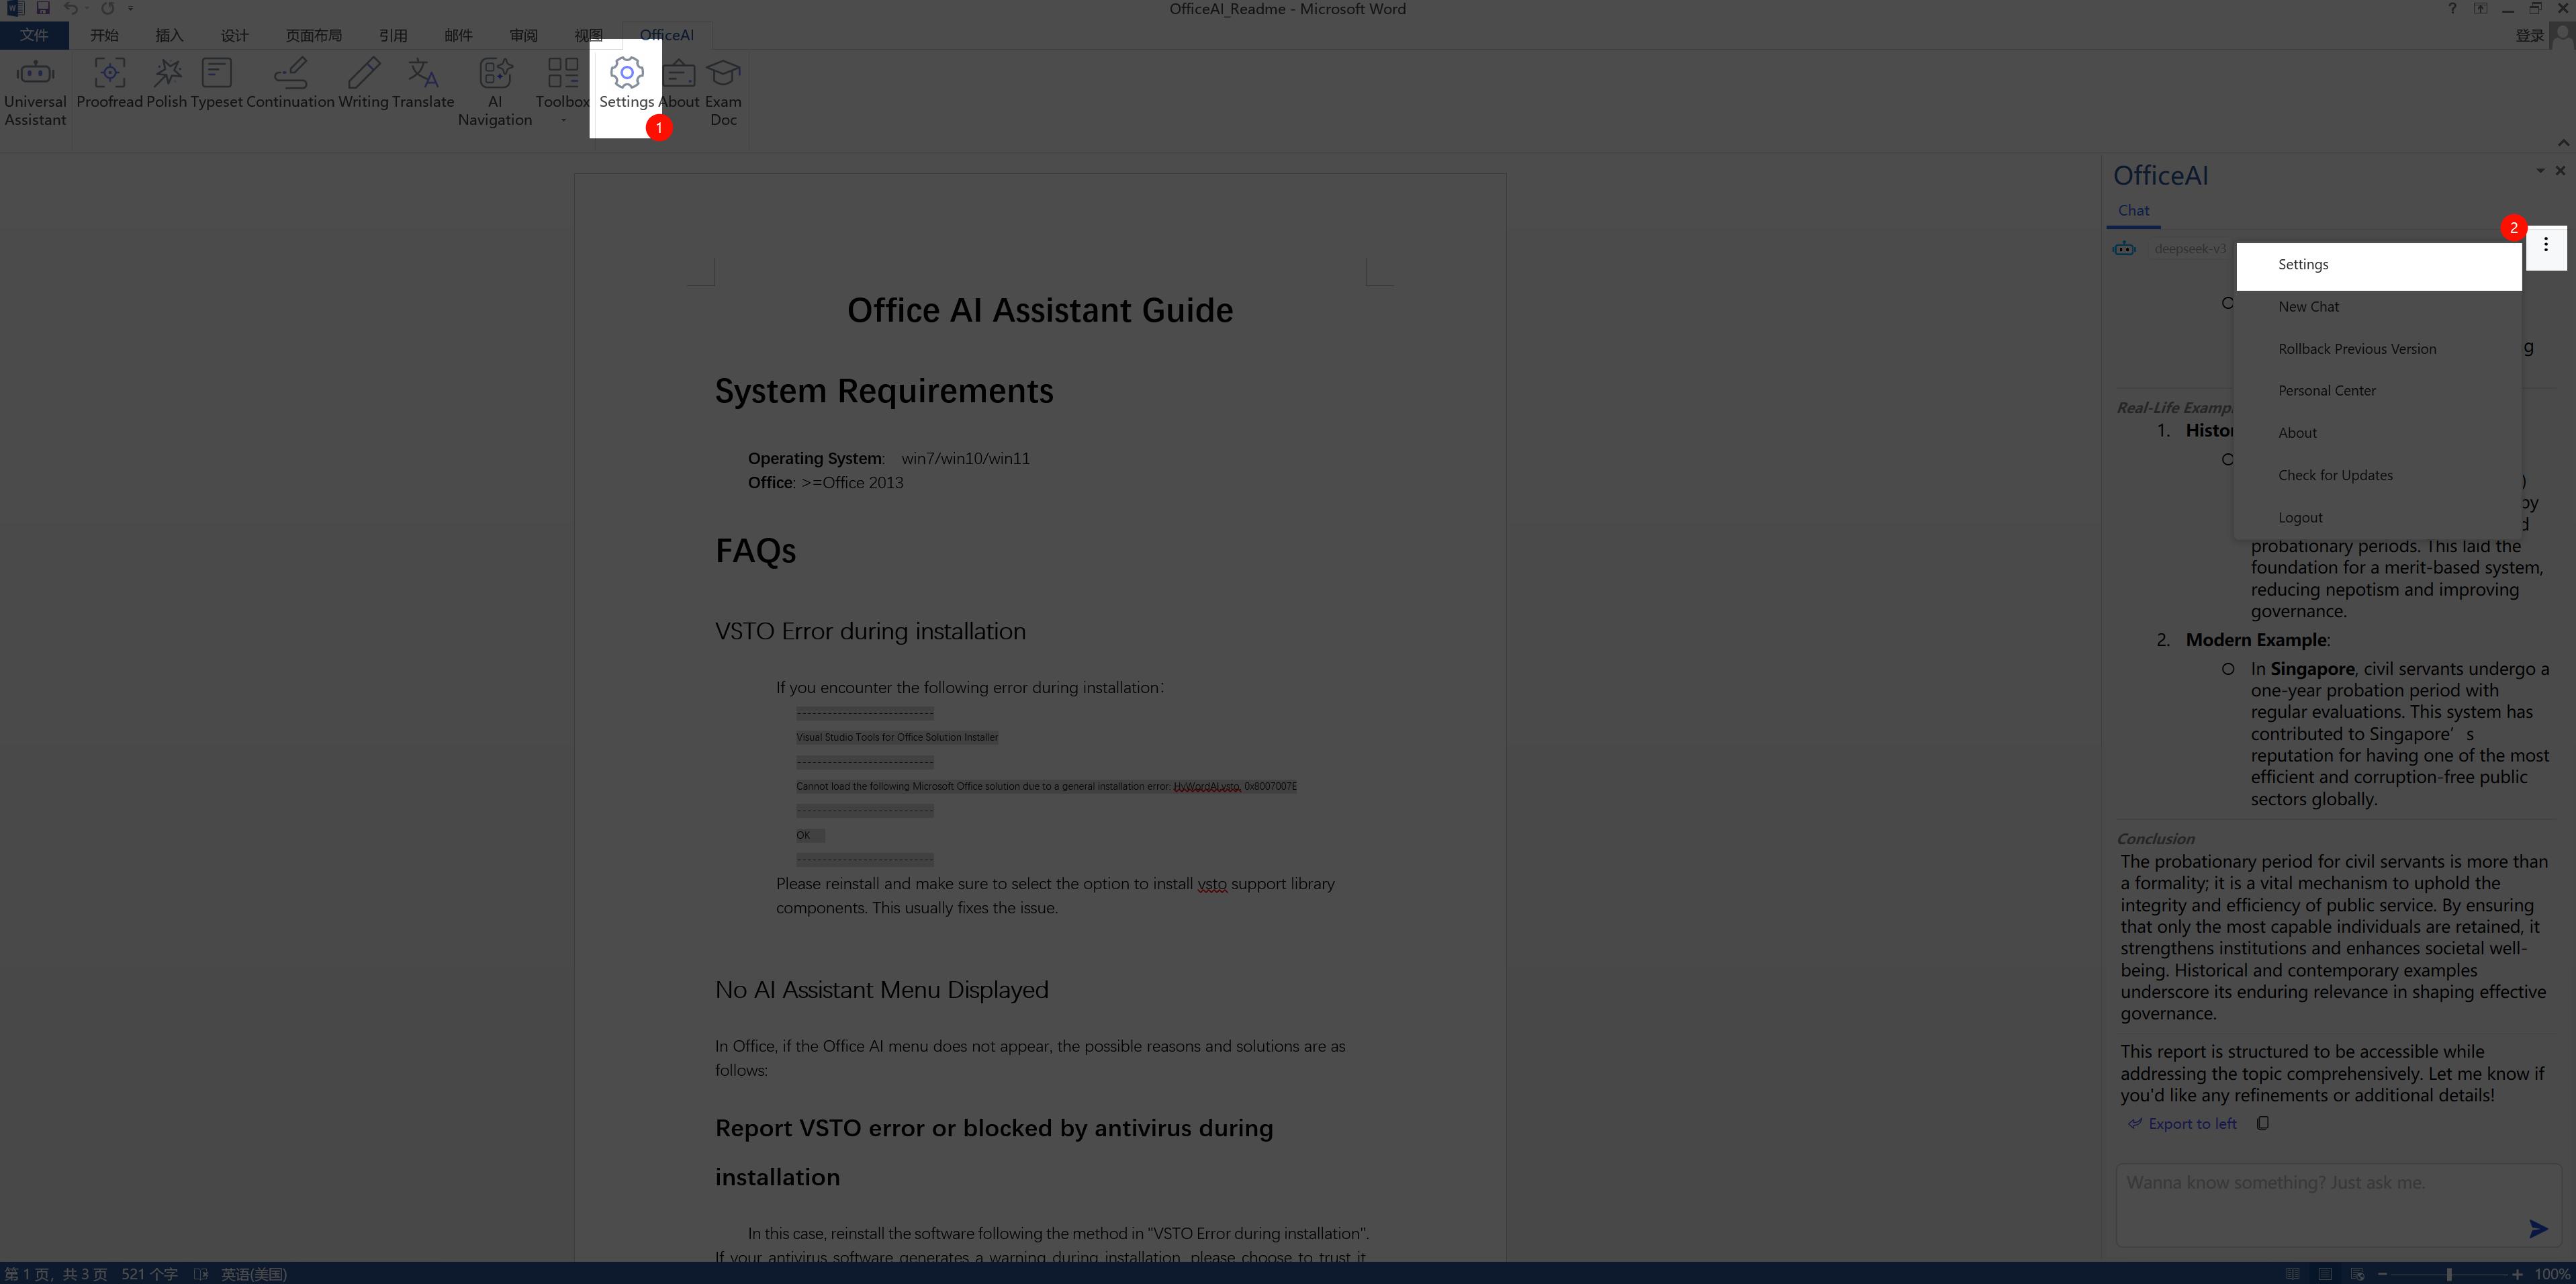 OfficeAI_Readme - Microsoft Word
文件 开始 插入 设计 页面布局 引用 邮件 审阅 视图 OfficeAI 登录
Universal Assistant
Proofread Polish Typeset Continuation Writing Translate AI Navigation Toolbox Settings About Exam Doc
1
Office AI Assistant Guide
System Requirements
Operating System: win7/win10/win11
Office: >=Office 2013
FAQs
VSTO Error during installation
If you encounter the following error during installation：
---------------------------
Visual Studio Tools for Office Solution Installer
---------------------------
Cannot load the following Microsoft Office solution due to a general installation error: HyWordAI.vsto, 0x8007007E
---------------------------
OK
---------------------------
Please reinstall and make sure to select the option to install vsto support library
components. This usually fixes the issue.
No AI Assistant Menu Displayed
In Office, if the Office AI menu does not appear, the possible reasons and solutions are as
follows:
Report VSTO error or blocked by antivirus during
installation
In this case, reinstall the software following the method in "VSTO Error during installation".
If your antivirus software generates a warning during installation, please choose to trust it
OfficeAI
Chat
2
deepseek-v3
Settings
New Chat
Rollback Previous Version
Personal Center
About
Check for Updates
Logout
g
Real-Life Examp
1. Histor
)
by
d
probationary periods. This laid the
foundation for a merit-based system,
reducing nepotism and improving
governance.
2. Modern Example:
In Singapore, civil servants undergo a
one-year probation period with
regular evaluations. This system has
contributed to Singapore’s
reputation for having one of the most
efficient and corruption-free public
sectors globally.
Conclusion
The probationary period for civil servants is more than
a formality; it is a vital mechanism to uphold the
integrity and efficiency of public service. By ensuring
that only the most capable individuals are retained, it
strengthens institutions and enhances societal well-
being. Historical and contemporary examples
underscore its enduring relevance in shaping effective
governance.
This report is structured to be accessible while
addressing the topic comprehensively. Let me know if
you'd like any refinements or additional details!
Export to left
Wanna know something? Just ask me.
第 1 页，共 3 页 521 个字 英语(美国) 100%